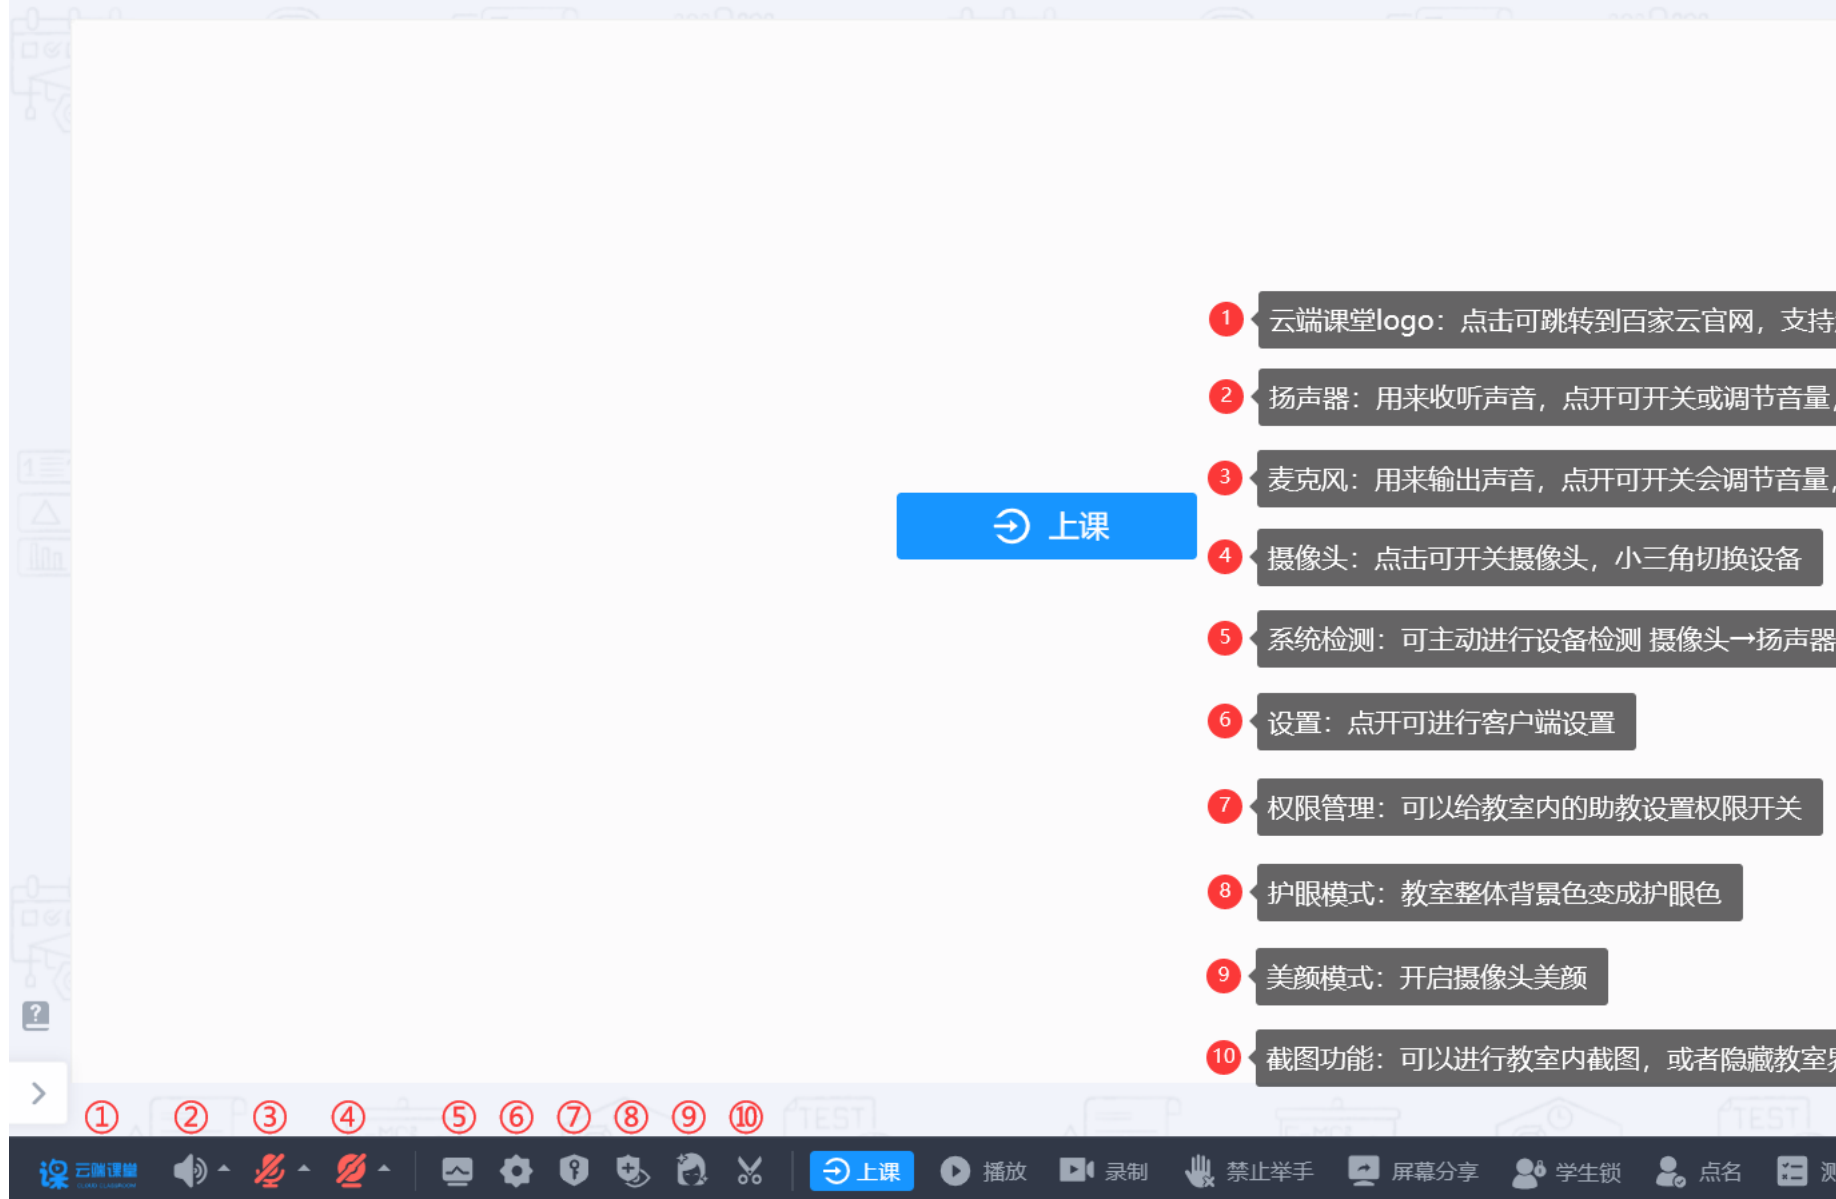 1 云端课堂logo：点击可跳转到百家云官网，支持
2 扬声器：用来收听声音，点开可开关或调节音量，
3 麦克风：用来输出声音，点开可开关会调节音量，
上课
4 摄像头：点击可开关摄像头，小三角切换设备
5 系统检测：可主动进行设备检测 摄像头→扬声器
6 设置：点开可进行客户端设置
7 权限管理：可以给教室内的助教设置权限开关
8 护眼模式：教室整体背景色变成护眼色
9 美颜模式：开启摄像头美颜
10 截图功能：可以进行教室内截图，或者隐藏教室界
① ② ③ ④ ⑤ ⑥ ⑦ ⑧ ⑨ ⑩
TEST TEST
课 云端课堂 CLOUD CLASSROOM 上课 播放 录制 禁止举手 屏幕分享 学生锁 点名 测